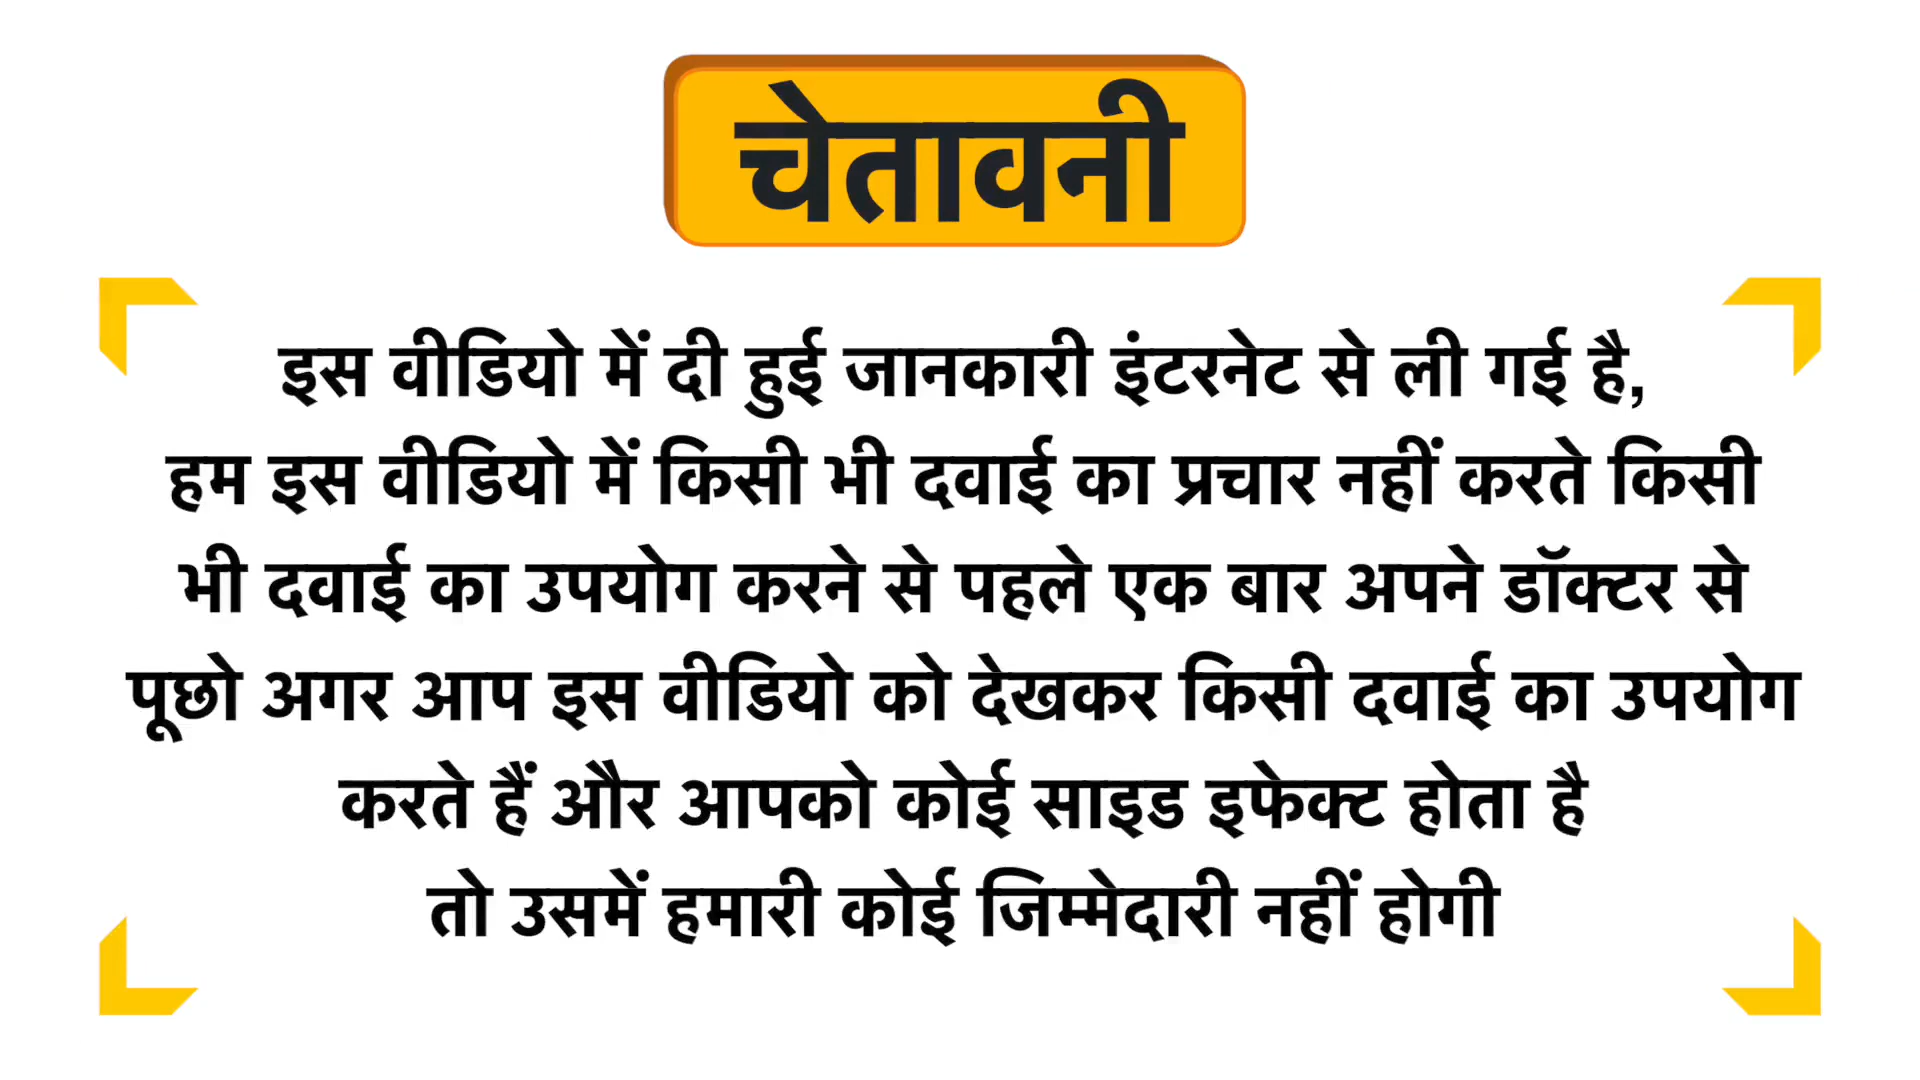 चेतावनी
इस वीडियो में दी हुई जानकारी इंटरनेट से ली गई है,
हम इस वीडियो में किसी भी दवाई का प्रचार नहीं करते किसी
भी दवाई का उपयोग करने से पहले एक बार अपने डॉक्टर से
पूछो अगर आप इस वीडियो को देखकर किसी दवाई का उपयोग
करते हैं और आपको कोई साइड इफेक्ट होता है
तो उसमें हमारी कोई जिम्मेदारी नहीं होगी